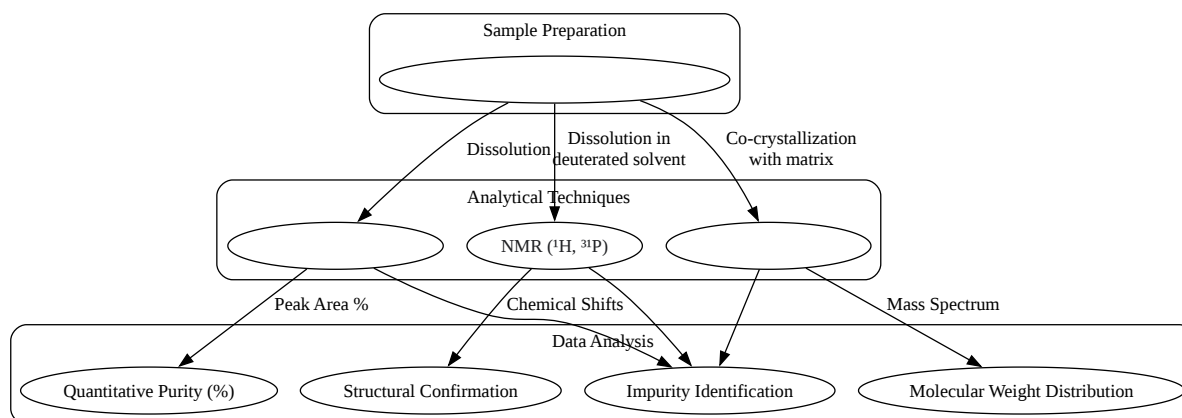 Sample Preparation
Dissolution
Dissolution in
deuterated solvent
Co-crystallization
with matrix
Analytical Techniques
NMR (¹H, ³¹P)
Peak Area %
Chemical Shifts
Mass Spectrum
Data Analysis
Quantitative Purity (%)
Structural Confirmation
Impurity Identification
Molecular Weight Distribution